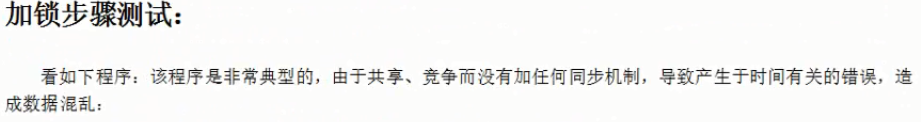 加锁步骤测试：
看如下程序：该程序是非常典型的，由于共享、竞争而没有加任何同步机制，导致产生于时间有关的错误，造
成数据混乱：